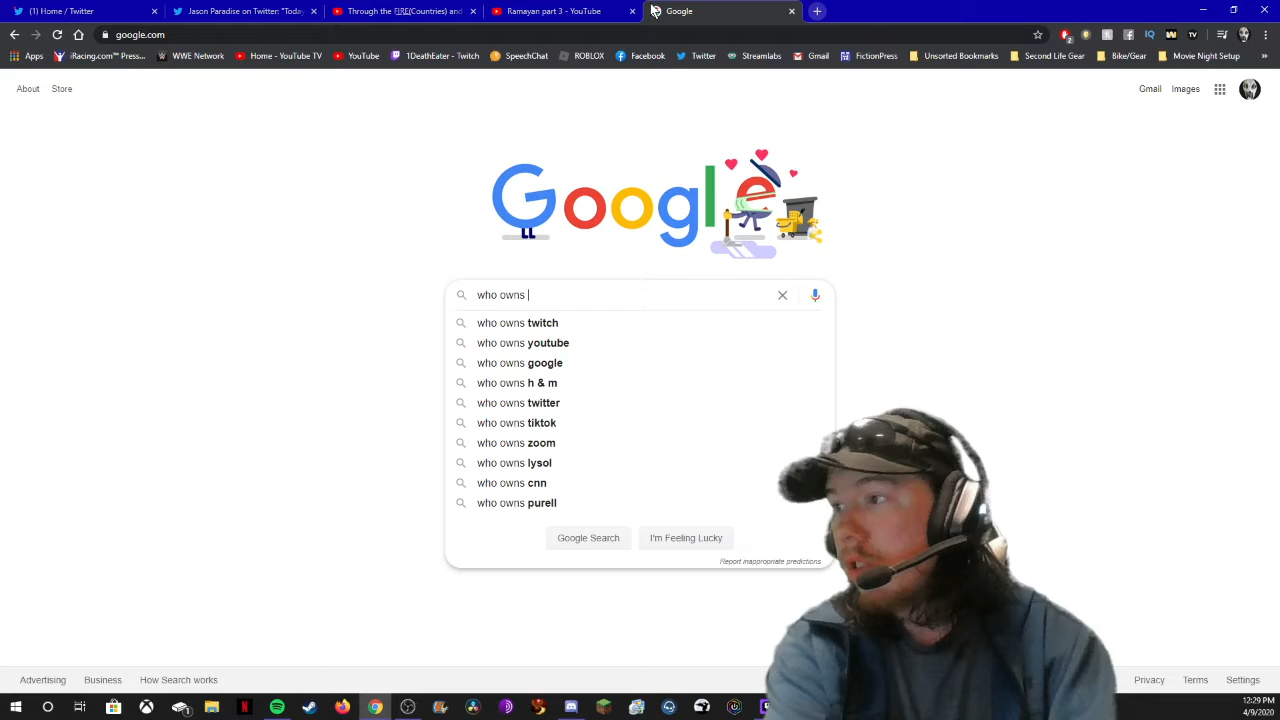 (1) Home / Twitter
Jason Paradise on Twitter: "Today
Through the FIRE(Countries) and
Ramayan part 3 - YouTube
Google
google.com
2
Apps
iRacing.com™ Press...
WWE Network
Home - YouTube TV
YouTube
1DeathEater - Twitch
SpeechChat
ROBLOX
Facebook
Twitter
Streamlabs
Gmail
FictionPress
Unsorted Bookmarks
Second Life Gear
Bike/Gear
Movie Night Setup
About
Store
Gmail
Images
Google
who owns
who owns twitch
who owns youtube
who owns google
who owns h & m
who owns twitter
who owns tiktok
who owns zoom
who owns lysol
who owns cnn
who owns purell
Google Search
I'm Feeling Lucky
Report inappropriate predictions
Advertising
Business
How Search works
Privacy
Terms
Settings
12:29 PM
4/9/2020